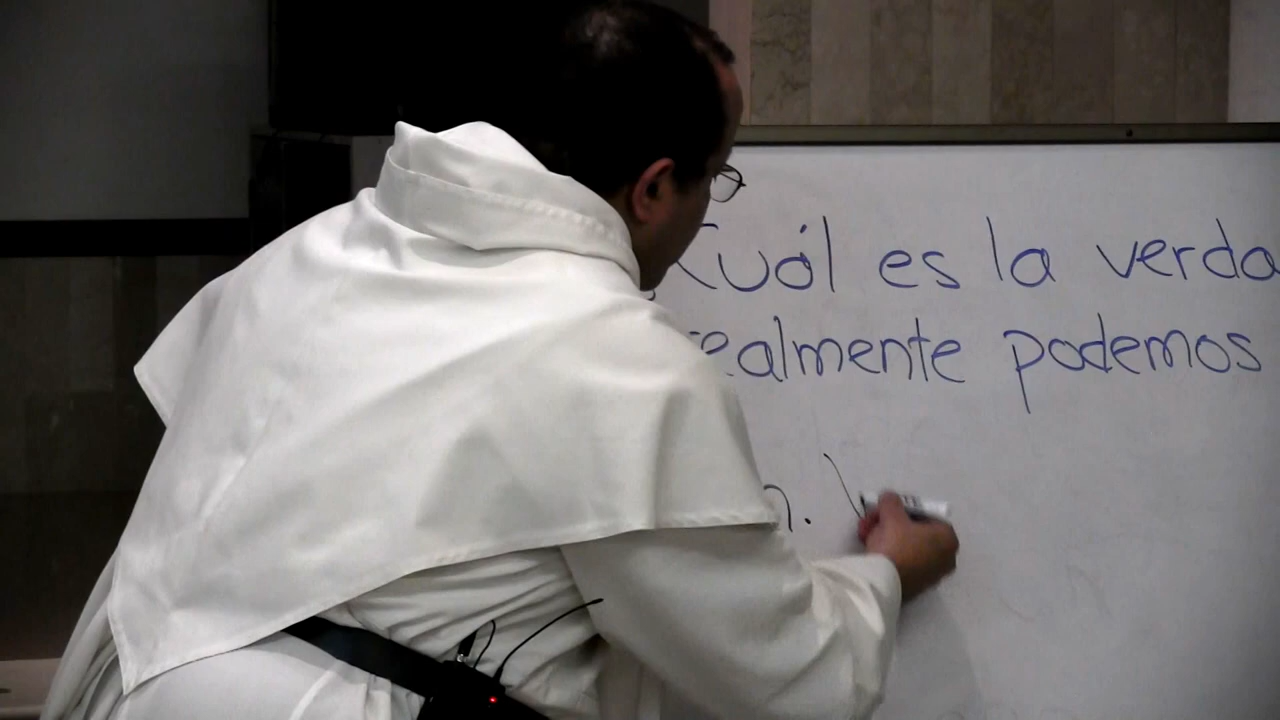 Cuál es la verda
realmente podemos
n. V